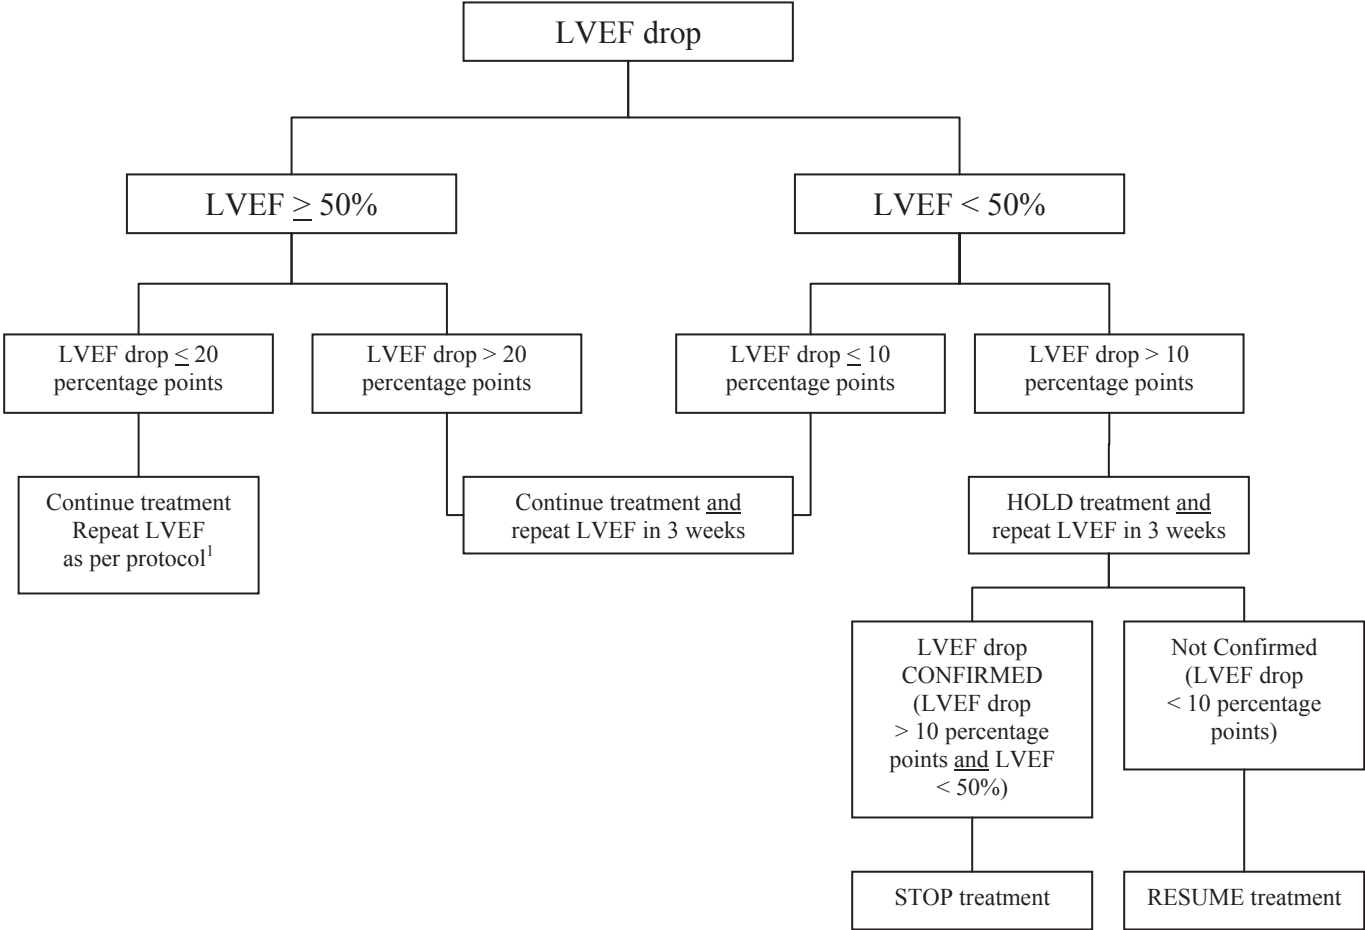 LVEF drop
LVEF ≥ 50%
LVEF < 50%
LVEF drop ≤ 20
percentage points
LVEF drop > 20
percentage points
LVEF drop ≤ 10
percentage points
LVEF drop > 10
percentage points
Continue treatment
Repeat LVEF
as per protocol¹
Continue treatment and
repeat LVEF in 3 weeks
HOLD treatment and
repeat LVEF in 3 weeks
LVEF drop
CONFIRMED
(LVEF drop
> 10 percentage
points and LVEF
< 50%)
Not Confirmed
(LVEF drop
< 10 percentage
points)
STOP treatment
RESUME treatment